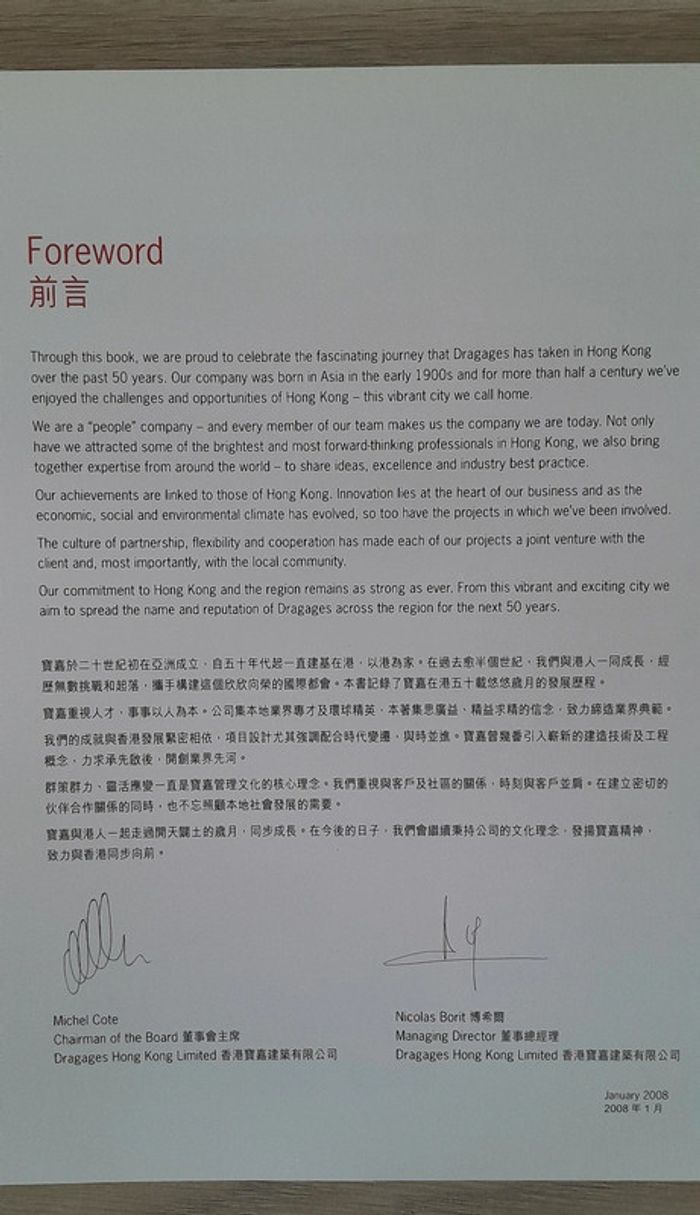 Foreword
前言
Through this book, we are proud to celebrate the fascinating journey that Dragages has taken in Hong Kong
over the past 50 years. Our company was born in Asia in the early 1900s and for more than half a century we've
enjoyed the challenges and opportunities of Hong Kong – this vibrant city we call home.
We are a "people" company – and every member of our team makes us the company we are today. Not only
have we attracted some of the brightest and most forward-thinking professionals in Hong Kong, we also bring
together expertise from around the world – to share ideas, excellence and industry best practice.
Our achievements are linked to those of Hong Kong. Innovation lies at the heart of our business and as the
economic, social and environmental climate has evolved, so too have the projects in which we've been involved.
The culture of partnership, flexibility and cooperation has made each of our projects a joint venture with the
client and, most importantly, with the local community.
Our commitment to Hong Kong and the region remains as strong as ever. From this vibrant and exciting city we
aim to spread the name and reputation of Dragages across the region for the next 50 years.
寶嘉於二十世紀初在亞洲成立，自五十年代起一直建基在港，以港為家。在過去愈半個世紀，我們與港人一同成長，經
歷無數挑戰和起落，攜手構建這個欣欣向榮的國際都會。本書記錄了寶嘉在港五十載悠悠歲月的發展歷程。
寶嘉重視人才，事事以人為本。公司集本地業界專才及環球精英，本著集思廣益、精益求精的信念，致力締造業界典範。
我們的成就與香港發展緊密相依，項目設計尤其強調配合時代變遷，與時並進。寶嘉曾幾番引入嶄新的建造技術及工程
概念，力求承先啟後，開創業界先河。
群策群力、靈活應變一直是寶嘉管理文化的核心理念。我們重視與客戶及社區的關係，時刻與客戶並肩。在建立密切的
伙伴合作關係的同時，也不忘照顧本地社會發展的需要。
寶嘉與港人一起走過開天闢土的歲月，同步成長。在今後的日子，我們會繼續秉持公司的文化理念，發揚寶嘉精神，
致力與香港同步向前。
Michel Cote
Chairman of the Board 董事會主席
Dragages Hong Kong Limited 香港寶嘉建築有限公司
Nicolas Borit 博希爾
Managing Director 董事總經理
Dragages Hong Kong Limited 香港寶嘉建築有限公司
January 2008
2008 年 1 月